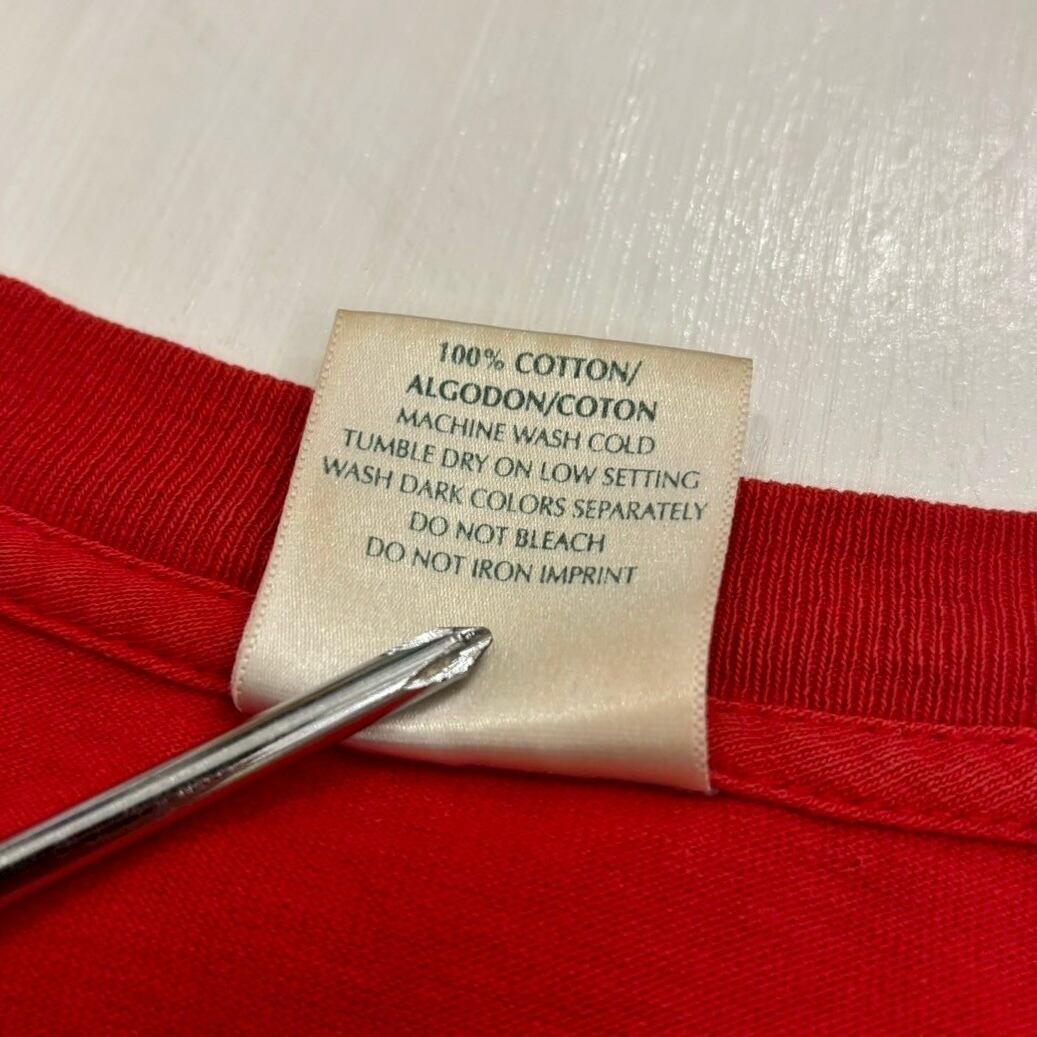 100% COTTON/
ALGODON/COTON
MACHINE WASH COLD
TUMBLE DRY ON LOW SETTING
WASH DARK COLORS SEPARATELY
DO NOT BLEACH
DO NOT IRON IMPRINT